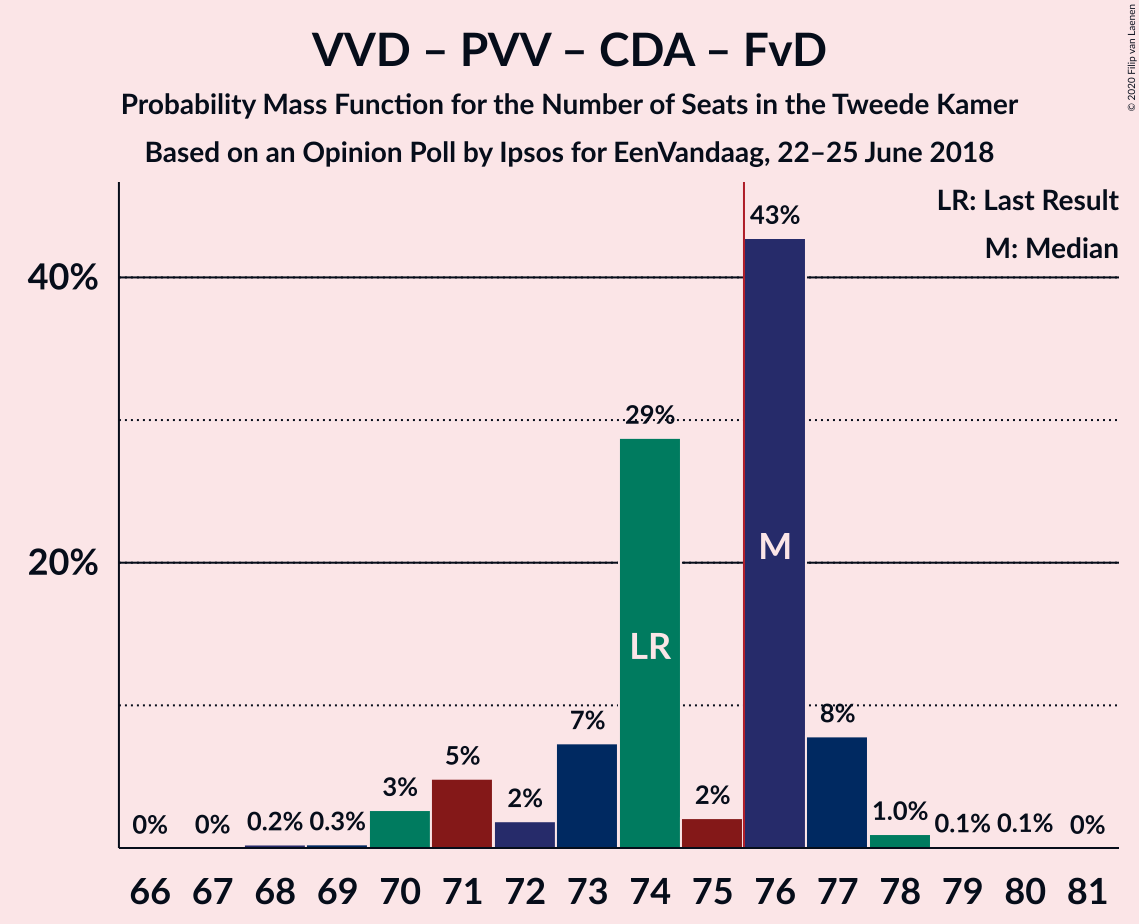 VVD – PVV – CDA – FvD
Probability Mass Function for the Number of Seats in the Tweede Kamer
Based on an Opinion Poll by Ipsos for EenVandaag, 22–25 June 2018
© 2020 Filip van Laenen
LR: Last Result
M: Median
40%
20%
0% 0% 0.2% 0.3% 3% 5% 2% 7% 29% 2% 43% 8% 1.0% 0.1% 0.1% 0%
LR
M
66 67 68 69 70 71 72 73 74 75 76 77 78 79 80 81